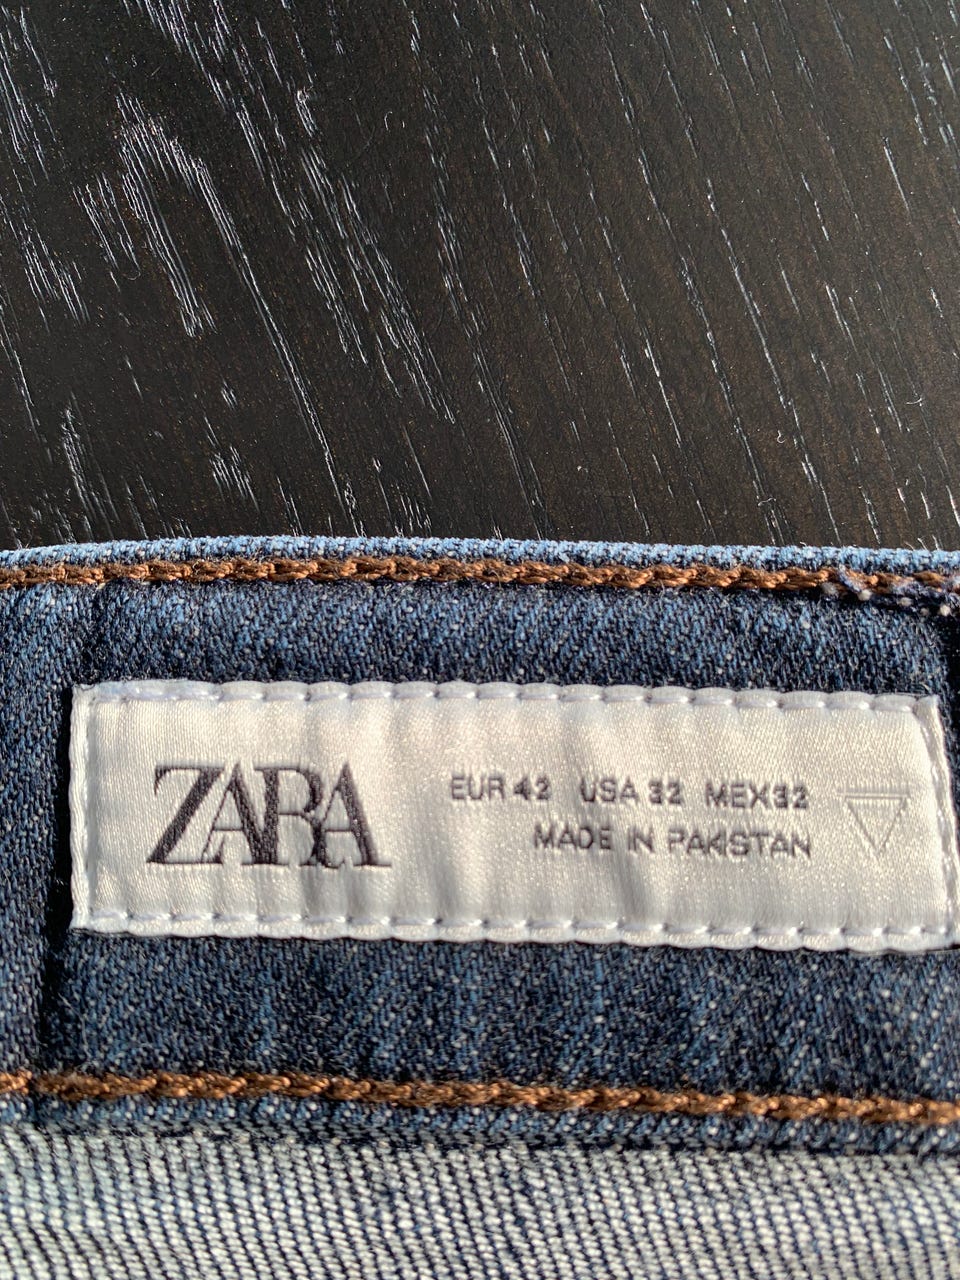 ZARA
EUR 42 USA 32 MEX32
MADE IN PAKISTAN